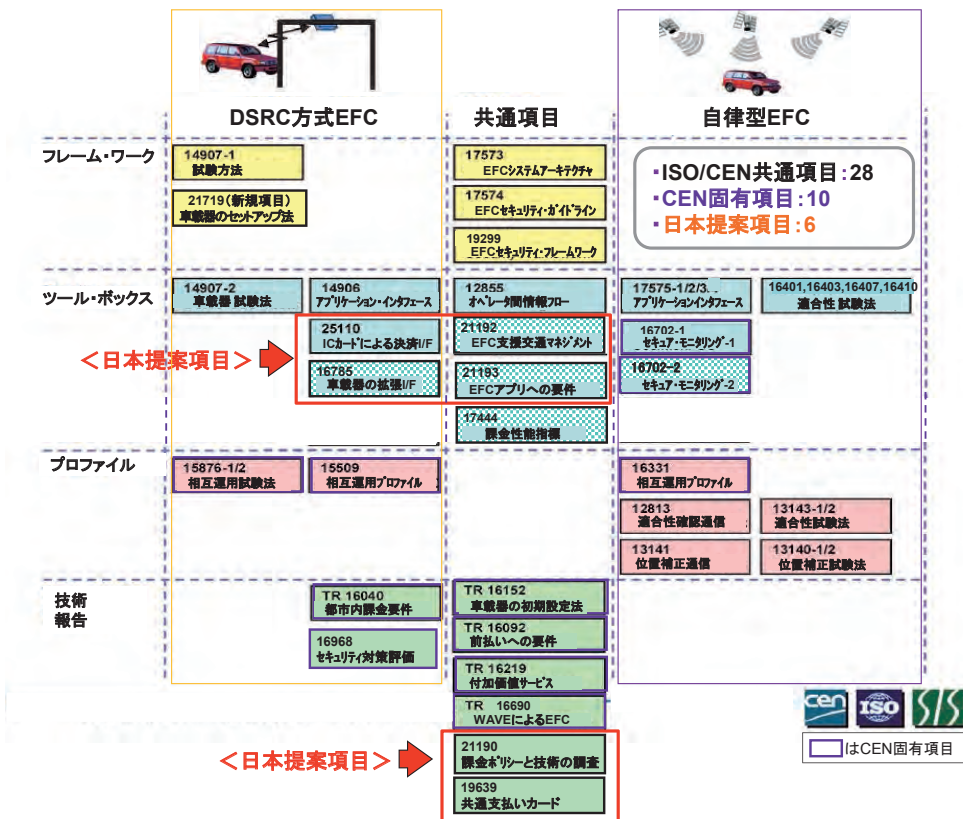 DSRC方式EFC
共通項目
自律型EFC
フレーム・ワーク
14907-1
試験方法
21719(新規項目)
車載器のセットアップ法
17573
EFCシステムアーキテクチャ
17574
EFCセキュリティ・ガイドライン
19299
EFCセキュリティ・フレームワーク
・ISO/CEN共通項目:28
・CEN固有項目:10
・日本提案項目:6
ツール・ボックス
14907-2
車載器 試験法
14906
アプリケーション・インタフェース
12855
オペレータ間情報フロー
17575-1/2/3...
アプリケーションインタフェース
16401,16403,16407,16410
適合性 試験法
<日本提案項目>
25110
ICカードによる決済I/F
21192
EFC支援交通マネジメント
16702-1
セキュア・モニタリング-1
16785
車載器の拡張I/F
21193
EFCアプリへの要件
16702-2
セキュア・モニタリング-2
17444
課金性能指標
プロファイル
15876-1/2
相互運用試験法
15509
相互運用プロファイル
16331
相互運用プロファイル
12813
適合性確認通信
13143-1/2
適合性試験法
13141
位置補正通信
13140-1/2
位置補正試験法
技術
報告
TR 16040
都市内課金要件
16968
セキュリティ対策評価
TR 16152
車載器の初期設定法
TR 16092
前払いへの要件
TR 16219
付加価値サービス
TR 16690
WAVEによるEFC
<日本提案項目>
21190
課金ポリシーと技術の調査
19639
共通支払いカード
cen
ISO
SIS
はCEN固有項目